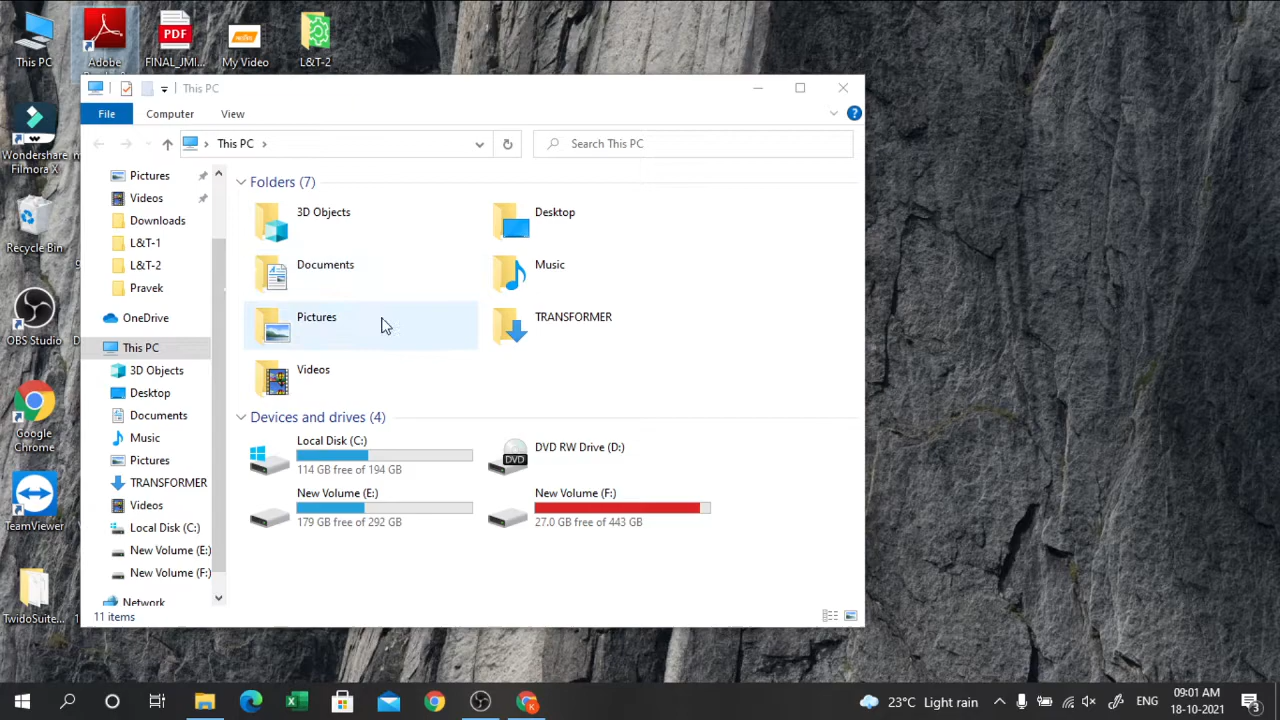 This PC
Adobe
PDF
FINAL_JMI...
My Video
L&T-2
Wondershare
Filmora X
Recycle Bin
OBS Studio
Google
Chrome
TeamViewer
TwidoSuite...
This PC
File
Computer
View
This PC
Search This PC
Pictures
Videos
Downloads
L&T-1
L&T-2
Pravek
OneDrive
This PC
3D Objects
Desktop
Documents
Music
Pictures
TRANSFORMER
Videos
Local Disk (C:)
New Volume (E:)
New Volume (F:)
Network
Folders (7)
3D Objects
Desktop
Documents
Music
Pictures
TRANSFORMER
Videos
Devices and drives (4)
Local Disk (C:)
114 GB free of 194 GB
DVD RW Drive (D:)
DVD
New Volume (E:)
179 GB free of 292 GB
New Volume (F:)
27.0 GB free of 443 GB
11 items
23°C Light rain
ENG
09:01 AM
18-10-2021
3